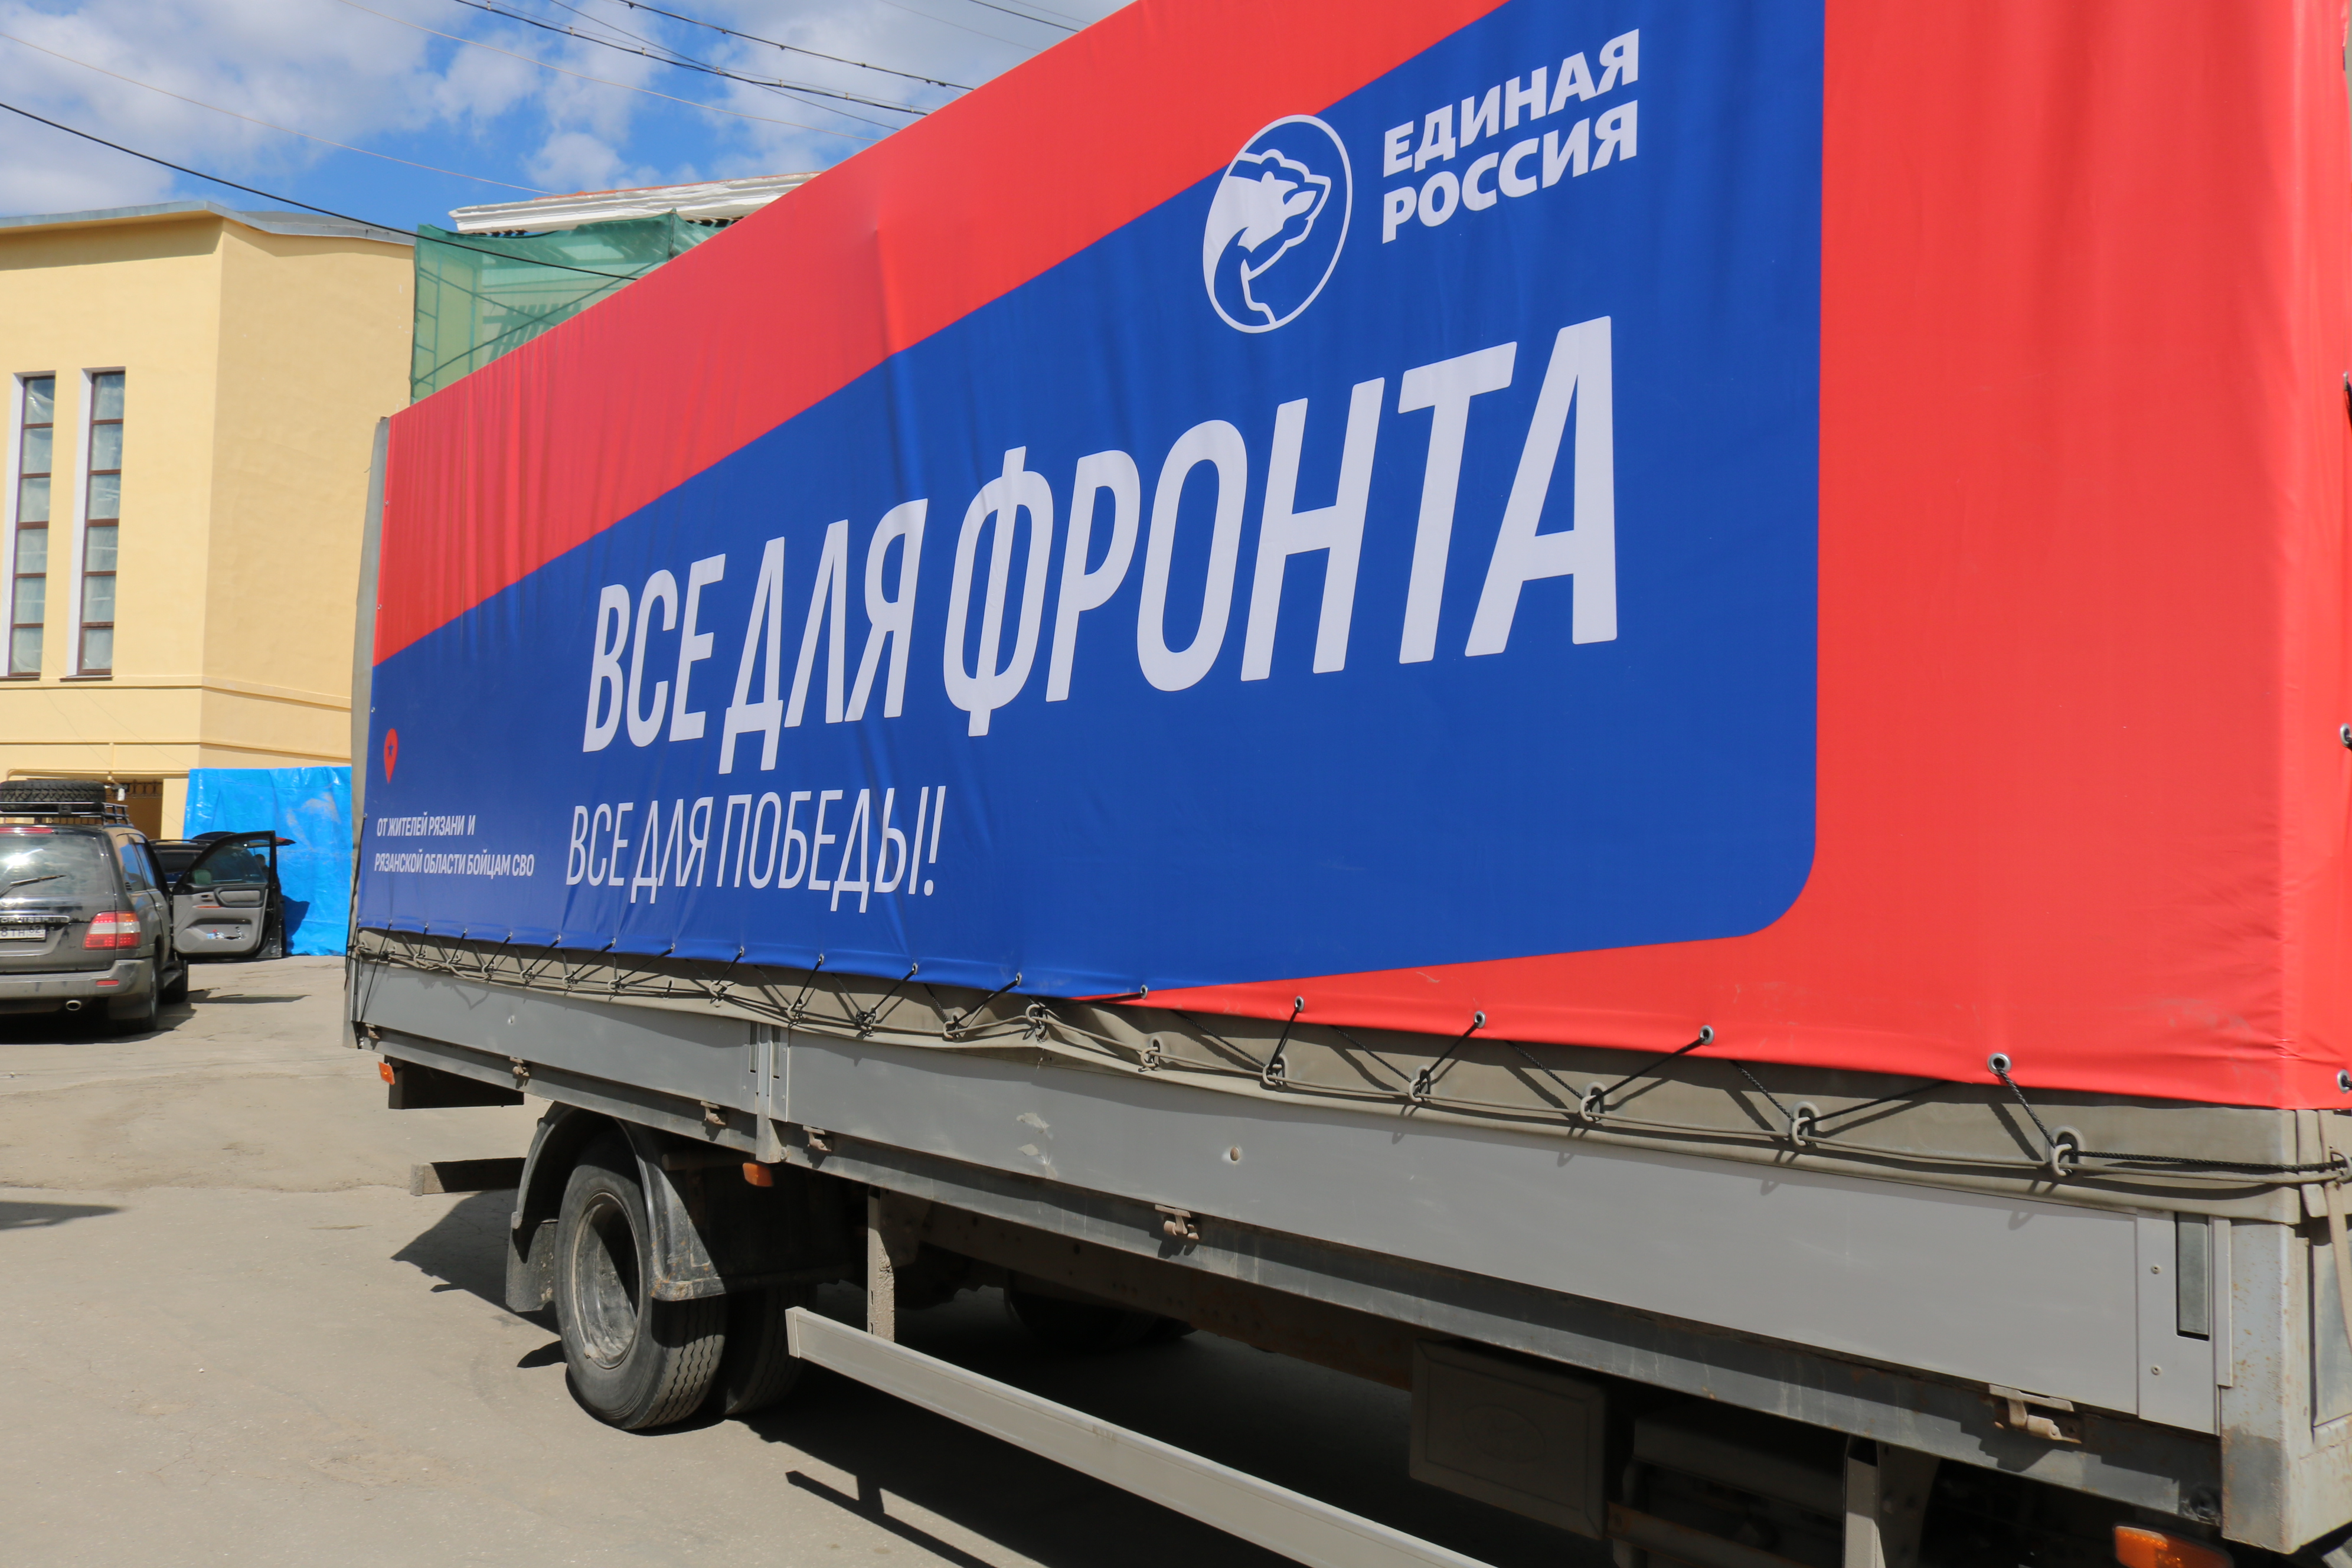 ЕДИНАЯ
РОССИЯ
ВСЕ ДЛЯ ФРОНТА
ВСЕ ДЛЯ ПОБЕДЫ!
ОТ ЖИТЕЛЕЙ РЯЗАНИ И
РЯЗАНСКОЙ ОБЛАСТИ БОЙЦАМ СВО